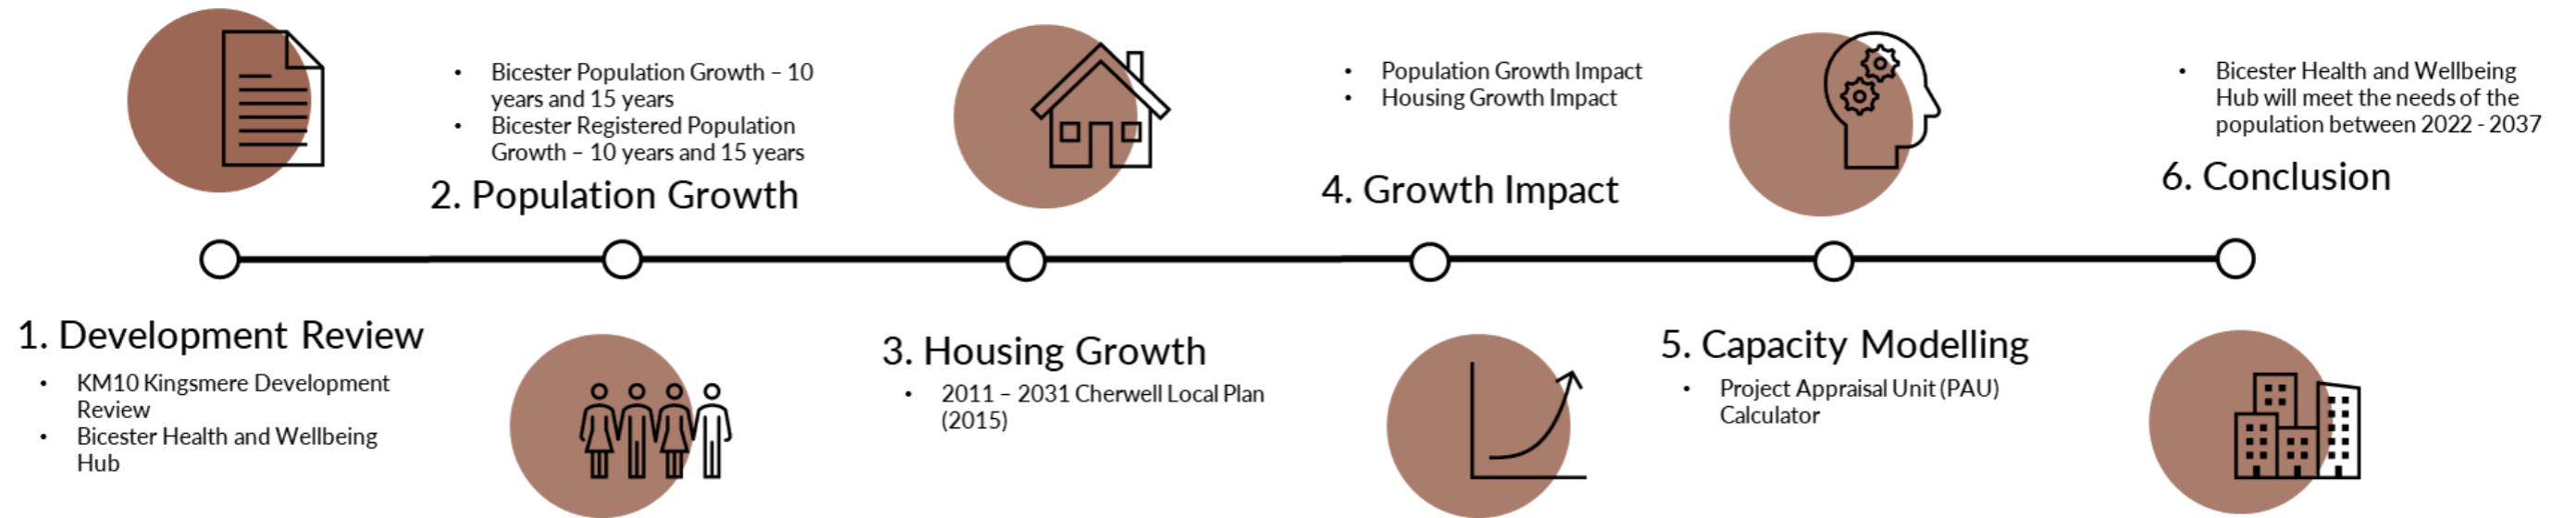 1. Development Review
• KM10 Kingsmere Development
Review
• Bicester Health and Wellbeing
Hub
• Bicester Population Growth – 10
years and 15 years
• Bicester Registered Population
Growth – 10 years and 15 years
2. Population Growth
3. Housing Growth
• 2011 – 2031 Cherwell Local Plan
(2015)
• Population Growth Impact
• Housing Growth Impact
4. Growth Impact
5. Capacity Modelling
• Project Appraisal Unit (PAU)
Calculator
• Bicester Health and Wellbeing
Hub will meet the needs of the
population between 2022 - 2037
6. Conclusion